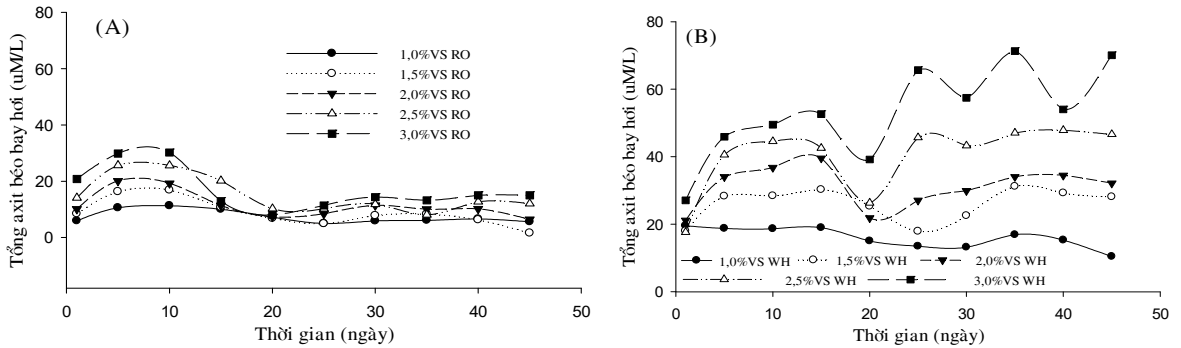 (A)
Tổng axit béo bay hơi (uM/L)
80
60
40
20
0
1,0%VS RO
1,5%VS RO
2,0%VS RO
2,5%VS RO
3,0%VS RO
0 10 20 30 40 50
Thời gian (ngày)
(B)
Tổng axit béo bay hơi (uM/L)
80
60
40
20
0
1,0%VS WH 1,5%VS WH 2,0%VS WH
2,5%VS WH 3,0%VS WH
0 10 20 30 40 50
Thời gian (ngày)